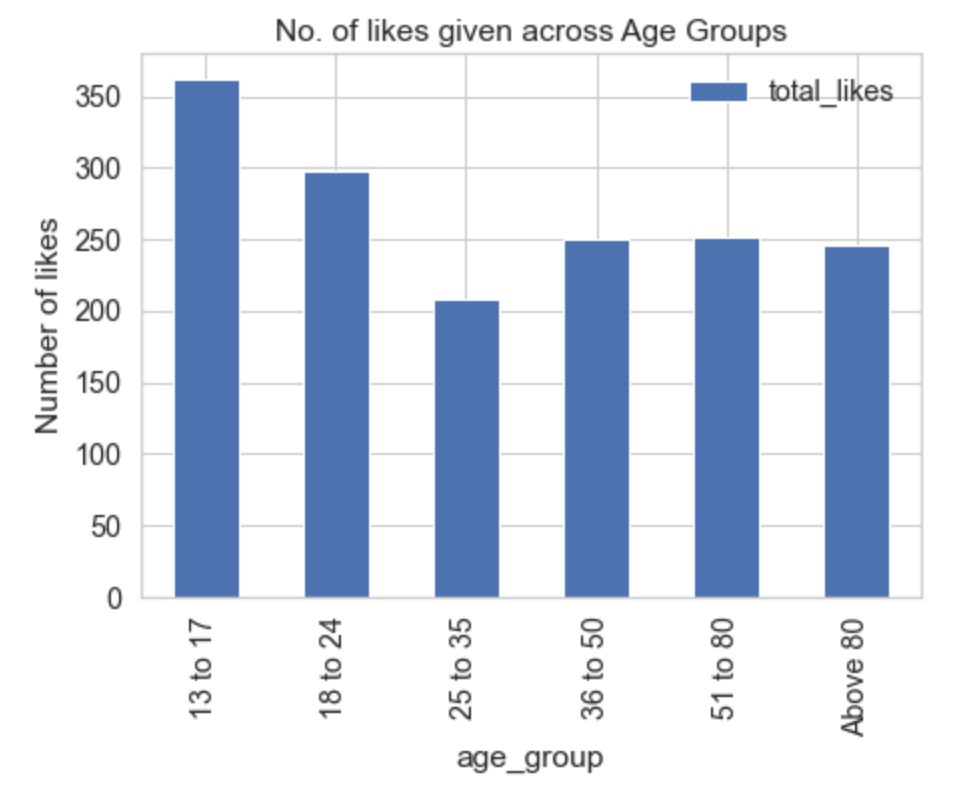 No. of likes given across Age Groups
total_likes
Number of likes
350
300
250
200
150
100
50
0
13 to 17
18 to 24
25 to 35
36 to 50
51 to 80
Above 80
age_group